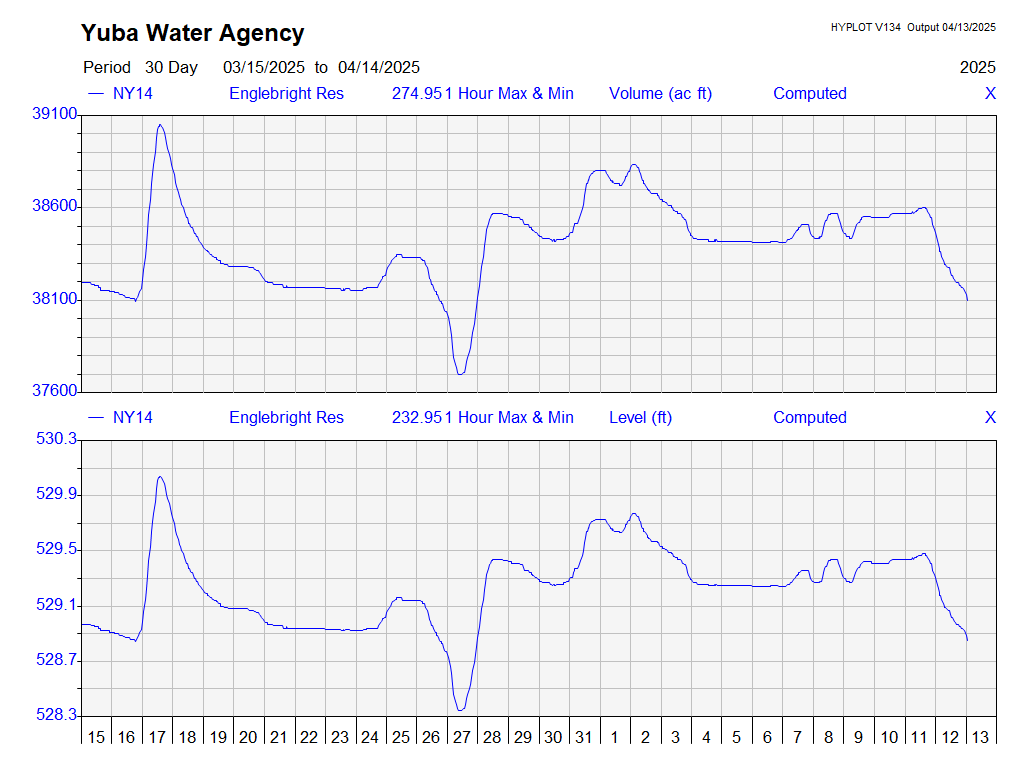 Yuba Water Agency
HYPLOT V134 Output 04/13/2025
Period 30 Day 03/15/2025 to 04/14/2025 2025
NY14 Englebright Res 274.951 Hour Max & Min Volume (ac ft) Computed X
39100
38600
38100
37600
NY14 Englebright Res 232.951 Hour Max & Min Level (ft) Computed X
530.3
529.9
529.5
529.1
528.7
528.3
15 16 17 18 19 20 21 22 23 24 25 26 27 28 29 30 31 1 2 3 4 5 6 7 8 9 10 11 12 13